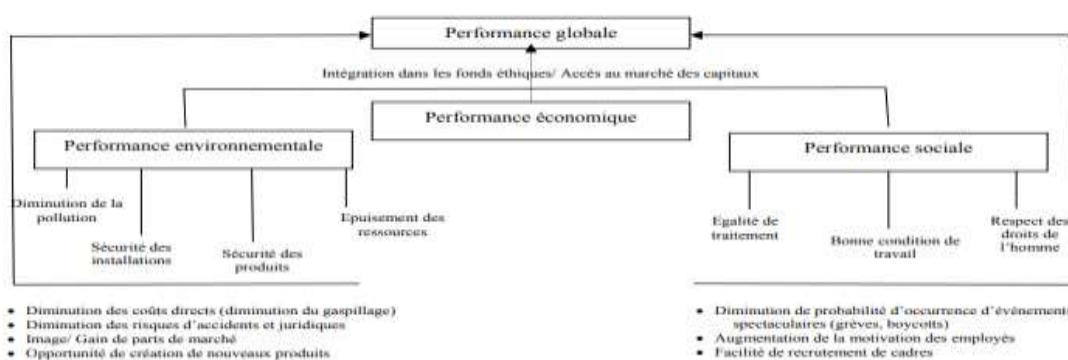 Performance globale
Intégration dans les fonds éthiques/ Accès au marché des capitaux
Performance économique
Performance environnementale
Performance sociale
Diminution de la
pollution
Sécurité des
installations
Sécurité des
produits
Epuisement des
ressources
Egalité de
traitement
Bonne condition de
travail
Respect des
droits de
l'homme
• Diminution des coûts directs (diminution du gaspillage)
• Diminution des risques d'accidents et juridiques
• Image/ Gain de parts de marché
• Opportunité de création de nouveaux produits
• Diminution de probabilité d'occurrence d'événements
spectaculaires (grèves, boycotts)
• Augmentation de la motivation des employés
• Facilité de recrutement de cadres